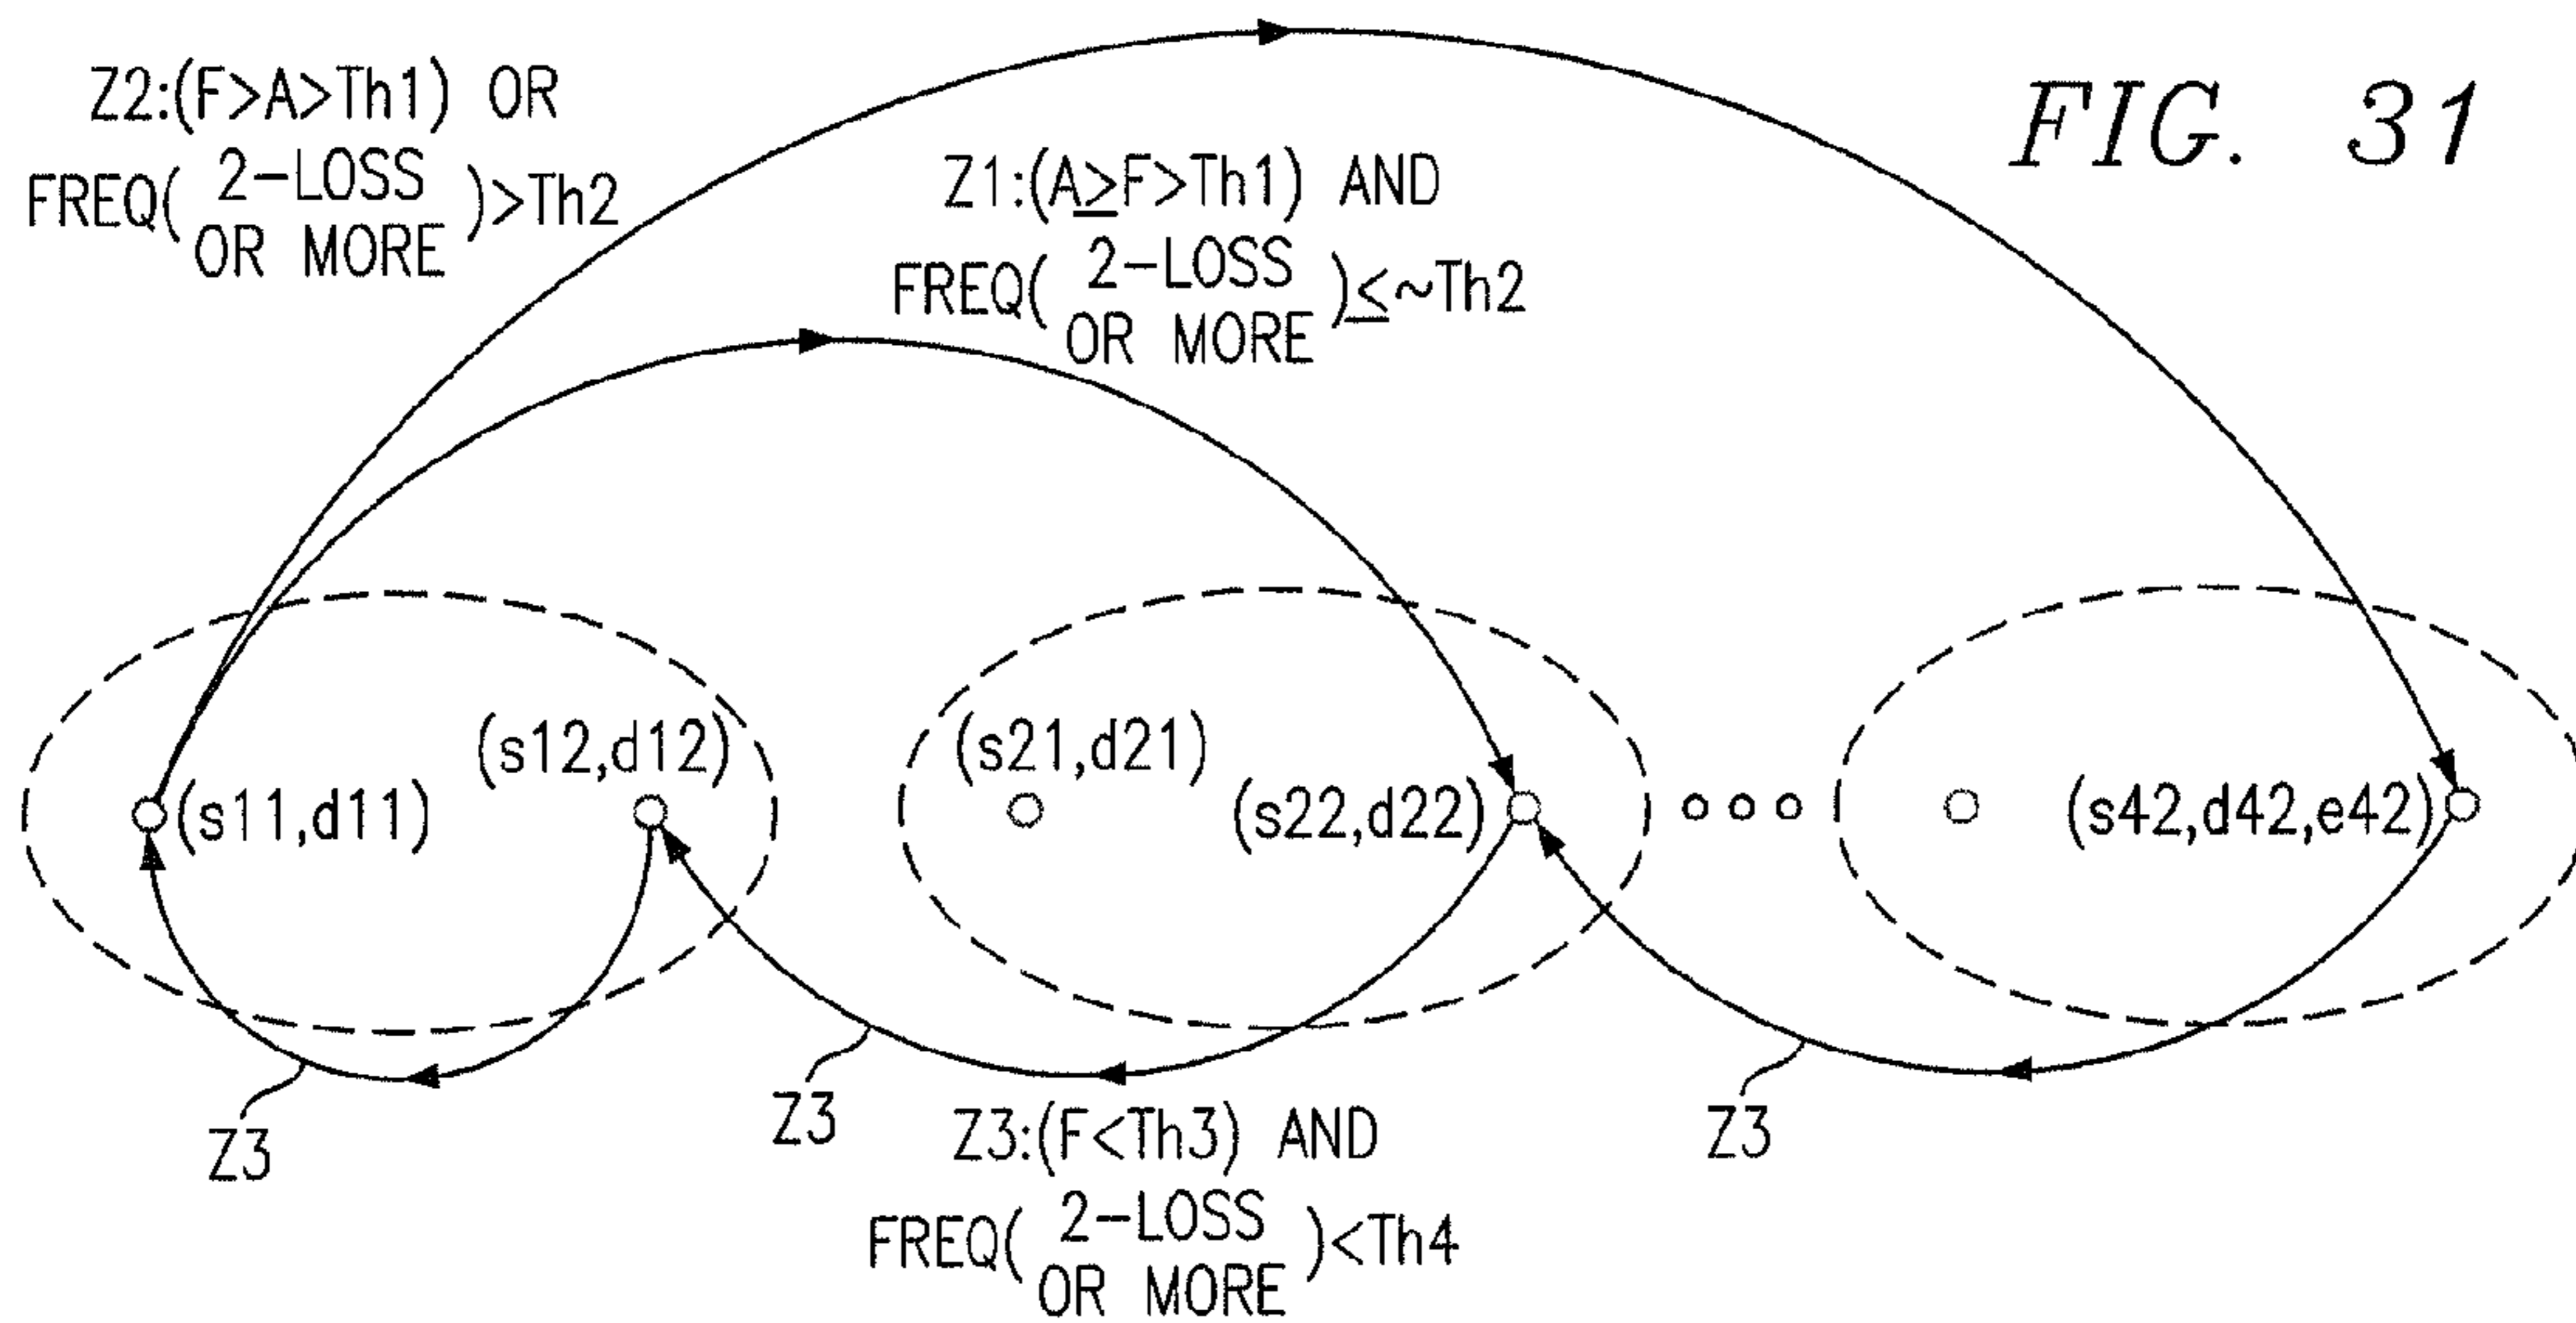 FIG. 31
Z2:(F>A>Th1) OR
FREQ(2-LOSS
OR MORE)>Th2
Z1:(A≥F>Th1) AND
FREQ(2-LOSS
OR MORE)≤~Th2
(s11,d11)
(s12,d12)
(s21,d21)
(s22,d22)
(s42,d42,e42)
Z3
Z3
Z3
Z3:(F<Th3) AND
FREQ(2-LOSS
OR MORE)<Th4